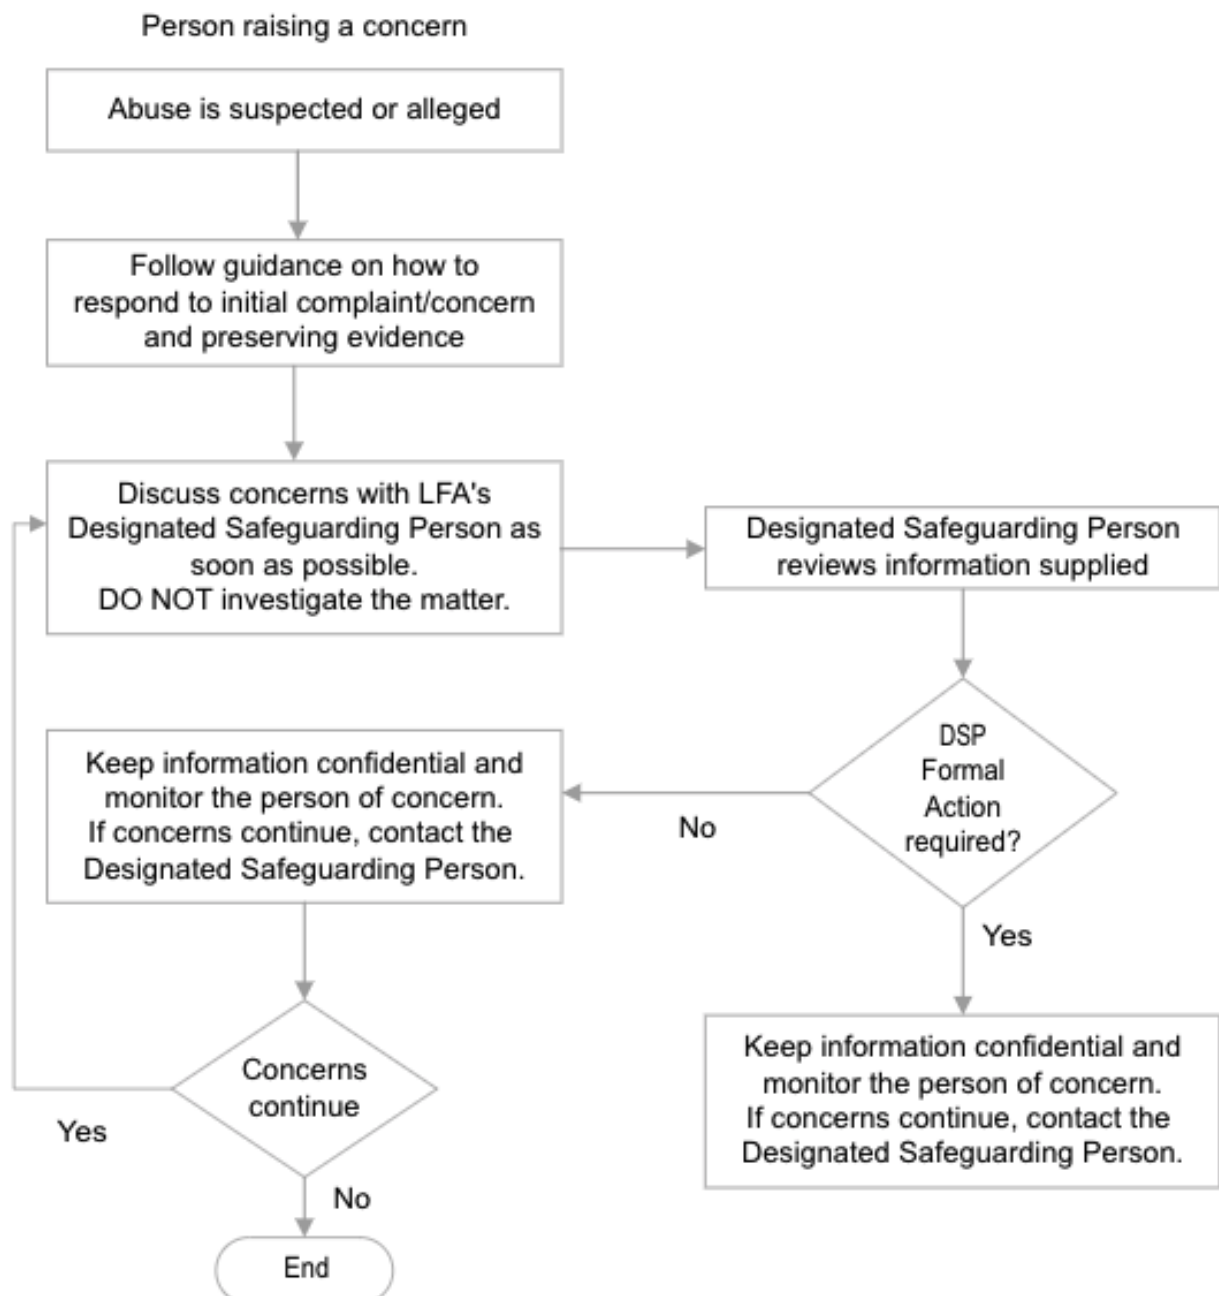 Person raising a concern
Abuse is suspected or alleged
Follow guidance on how to
respond to initial complaint/concern
and preserving evidence
Discuss concerns with LFA's
Designated Safeguarding Person as
soon as possible.
DO NOT investigate the matter.
Designated Safeguarding Person
reviews information supplied
DSP
Formal
Action
required?
No
Yes
Keep information confidential and
monitor the person of concern.
If concerns continue, contact the
Designated Safeguarding Person.
Keep information confidential and
monitor the person of concern.
If concerns continue, contact the
Designated Safeguarding Person.
Concerns
continue
Yes
No
End